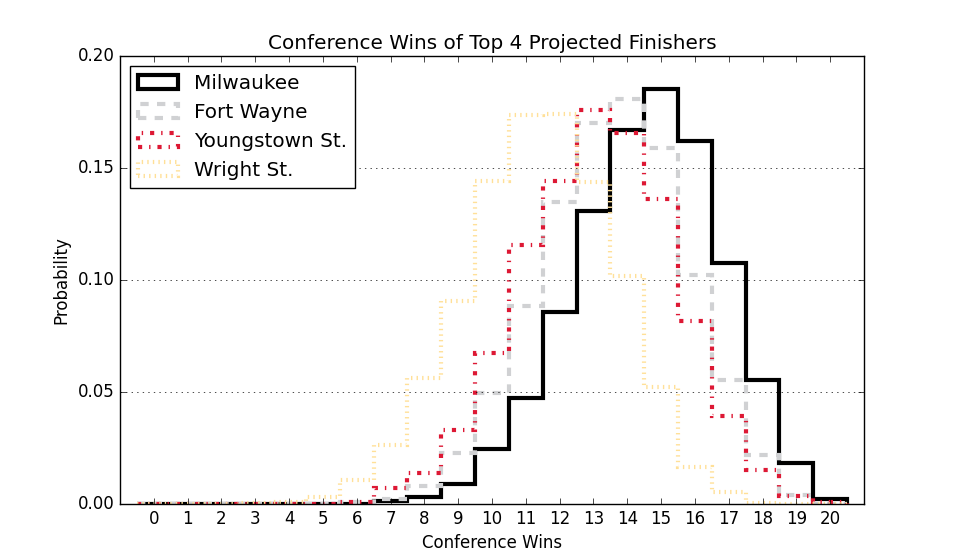 Conference Wins of Top 4 Projected Finishers
0.20
Milwaukee
Fort Wayne
Youngstown St.
Wright St.
0.15
0.10
0.05
0.00
Probability
0 1 2 3 4 5 6 7 8 9 10 11 12 13 14 15 16 17 18 19 20
Conference Wins